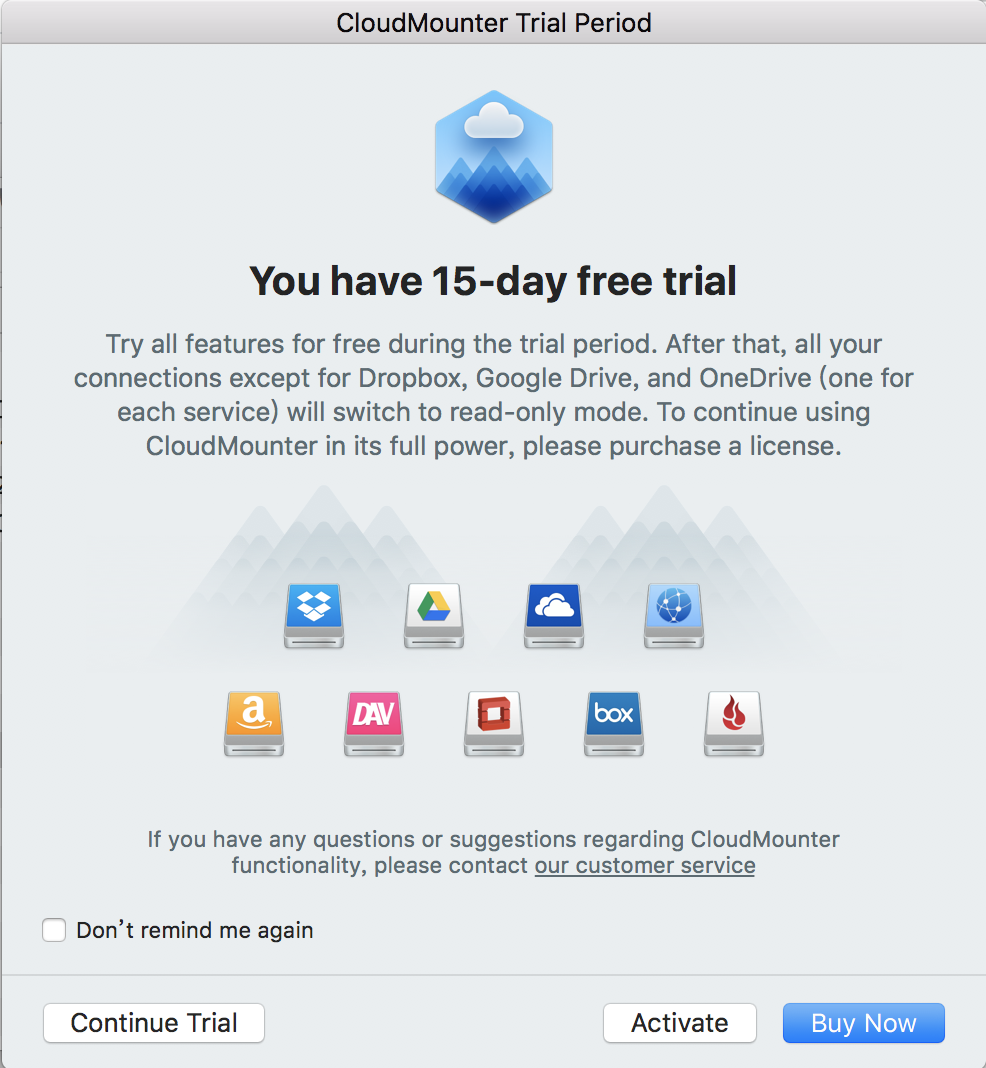 CloudMounter Trial Period
You have 15-day free trial
Try all features for free during the trial period. After that, all your
connections except for Dropbox, Google Drive, and OneDrive (one for
each service) will switch to read-only mode. To continue using
CloudMounter in its full power, please purchase a license.
a
DAV
box
If you have any questions or suggestions regarding CloudMounter
functionality, please contact our customer service
Don't remind me again
Continue Trial
Activate
Buy Now